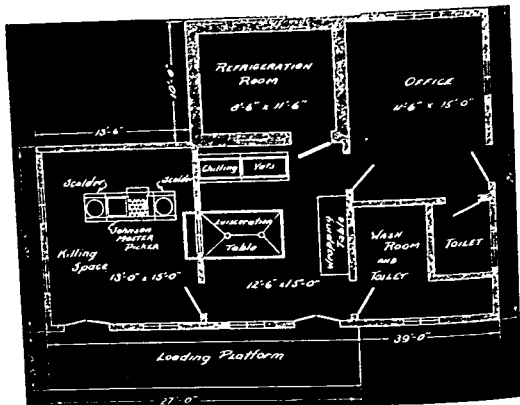 REFRIGERATION
ROOM
8'-6" x 11'-6"
OFFICE
11'-6" x 15'-0"
10'-0"
13'-6"
Scalder
Scalder
Johnson
Master
Picker
Killing
Space
13'-0" x 15'-0"
Chilling Vats
Evisceration
Table
12'-6" x 15'-0"
Wrapping Table
WASH
ROOM
AND
TOILET
TOILET
39'-0"
Loading Platform
27'-0"